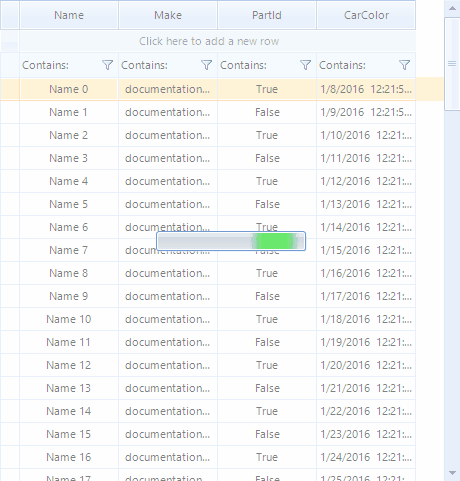 Name Make PartId CarColor
Click here to add a new row
Contains: Contains: Contains: Contains:
Name 0 documentation... True 1/8/2016 12:21:5...
Name 1 documentation... False 1/9/2016 12:21:5...
Name 2 documentation... True 1/10/2016 12:21:...
Name 3 documentation... False 1/11/2016 12:21:...
Name 4 documentation... True 1/12/2016 12:21:...
Name 5 documentation... False 1/13/2016 12:21:...
Name 6 documentation... True 1/14/2016 12:21:...
Name 7 documentation... False 1/15/2016 12:21:...
Name 8 documentation... True 1/16/2016 12:21:...
Name 9 documentation... False 1/17/2016 12:21:...
Name 10 documentation... True 1/18/2016 12:21:...
Name 11 documentation... False 1/19/2016 12:21:...
Name 12 documentation... True 1/20/2016 12:21:...
Name 13 documentation... False 1/21/2016 12:21:...
Name 14 documentation... True 1/22/2016 12:21:...
Name 15 documentation... False 1/23/2016 12:21:...
Name 16 documentation... True 1/24/2016 12:21:...
Name 17 documentation... False 1/25/2016 12:21:...